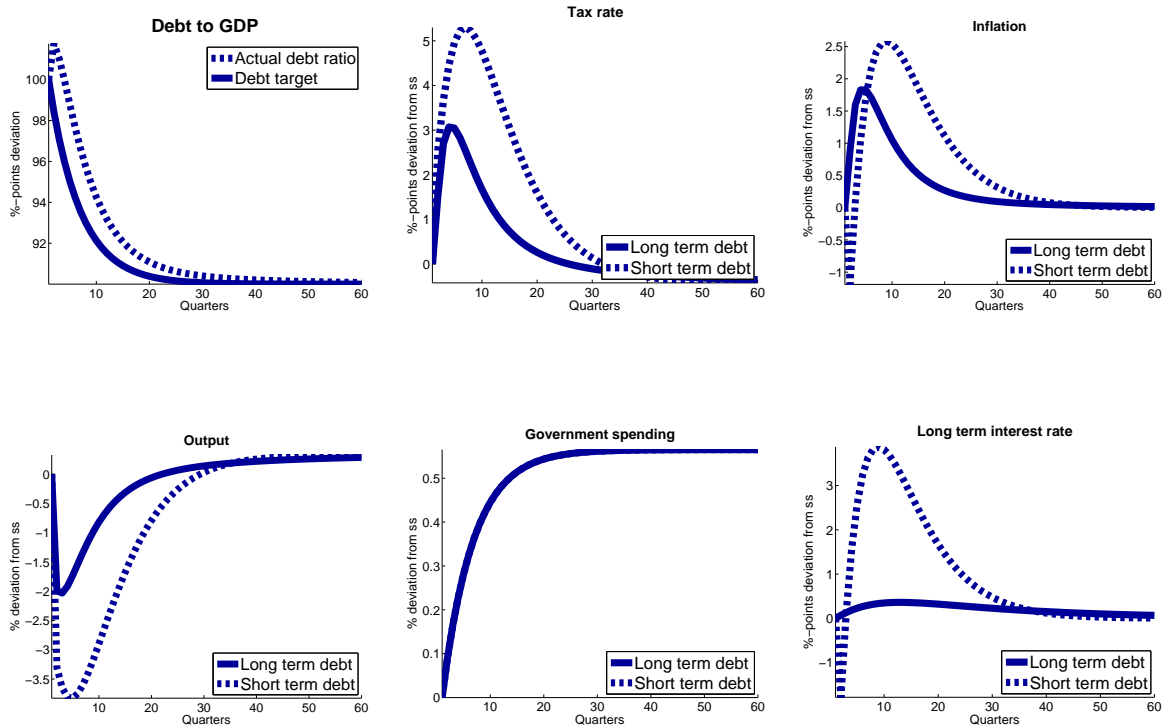 Debt to GDP
%−points deviation
100
98
96
94
92
Actual debt ratio
Debt target
10 20 30 40 50 60
Quarters
Tax rate
%−points deviation from ss
5
4
3
2
1
0
Long term debt
Short term debt
10 20 30 40 50 60
Quarters
Inflation
%−points deviation from ss
2.5
2
1.5
1
0.5
0
−0.5
−1
Long term debt
Short term debt
10 20 30 40 50 60
Quarters
Output
% deviation from ss
0
−0.5
−1
−1.5
−2
−2.5
−3
−3.5
Long term debt
Short term debt
10 20 30 40 50 60
Quarters
Government spending
% deviation from ss
0.5
0.4
0.3
0.2
0.1
0
Long term debt
Short term debt
10 20 30 40 50 60
Quarters
Long term interest rate
%−points deviation from ss
3
2
1
0
−1
Long term debt
Short term debt
10 20 30 40 50 60
Quarters